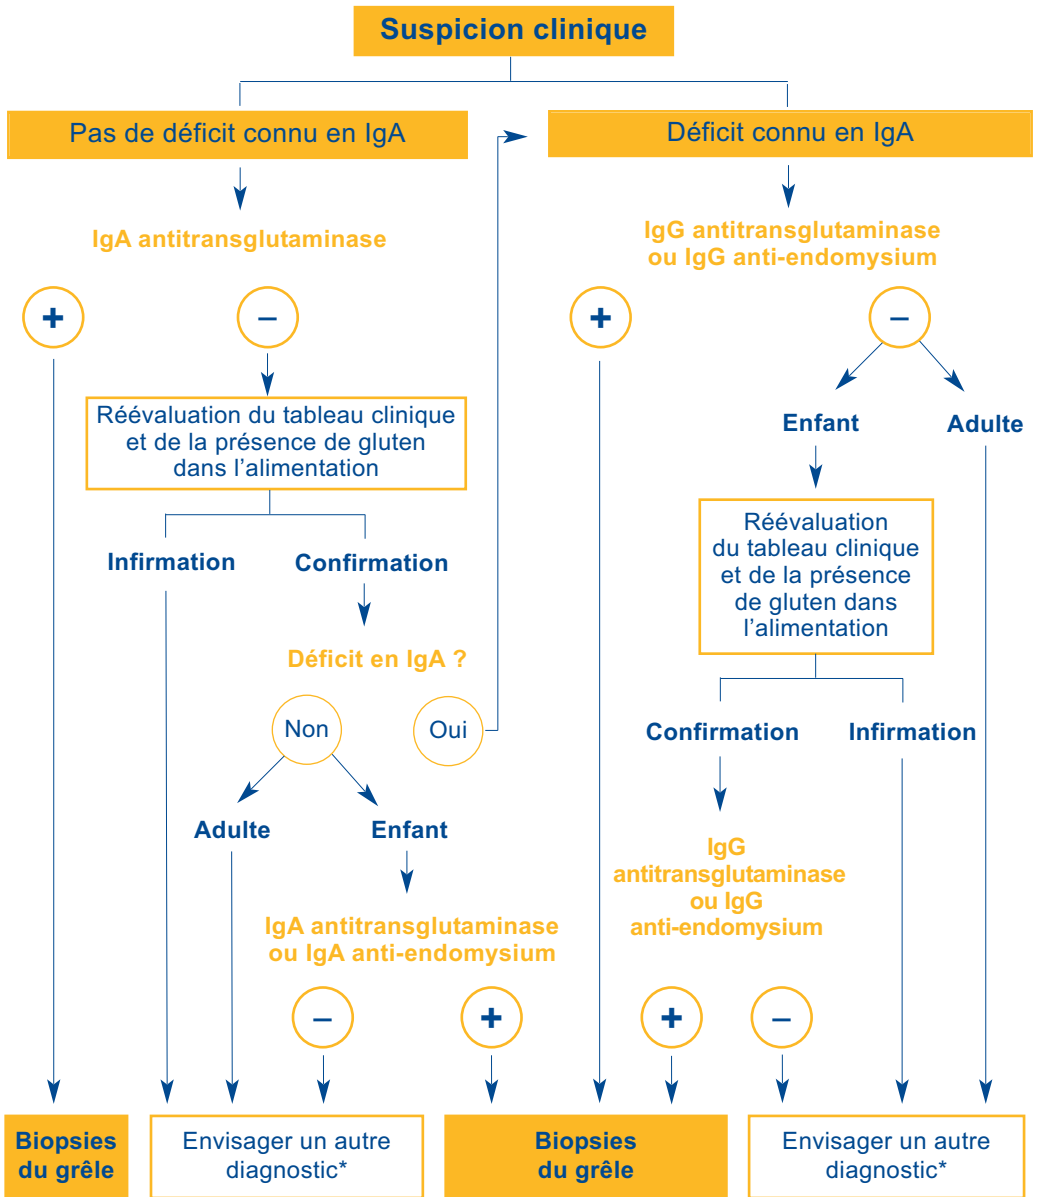 Suspicion clinique
Pas de déficit connu en IgA
Déficit connu en IgA
IgA antitransglutaminase
IgG antitransglutaminase
ou IgG anti-endomysium
+
–
+
–
Réévaluation du tableau clinique
et de la présence de gluten
dans l’alimentation
Enfant
Adulte
Réévaluation
du tableau clinique
et de la présence
de gluten dans
l’alimentation
Infirmation
Confirmation
Déficit en IgA ?
Non
Oui
Confirmation
Infirmation
Adulte
Enfant
IgG
antitransglutaminase
ou IgG
anti-endomysium
IgA antitransglutaminase
ou IgA anti-endomysium
–
+
+
–
Biopsies
du grêle
Envisager un autre
diagnostic*
Biopsies
du grêle
Envisager un autre
diagnostic*